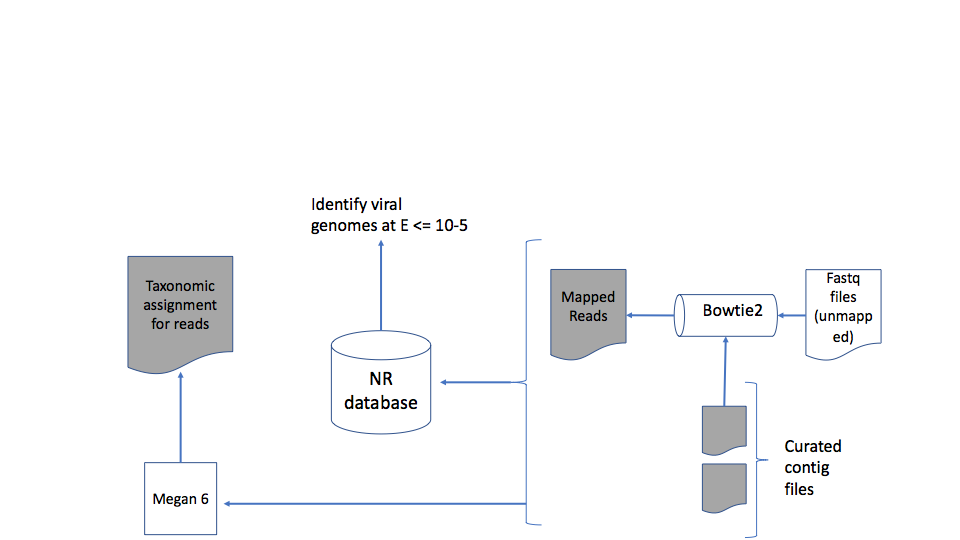 Identify viral
genomes at E <= 10-5
Taxonomic
assignment
for reads
Mapped
Reads
Bowtie2
Fastq
files
(unmapp
ed)
NR
database
Curated
contig
files
Megan 6